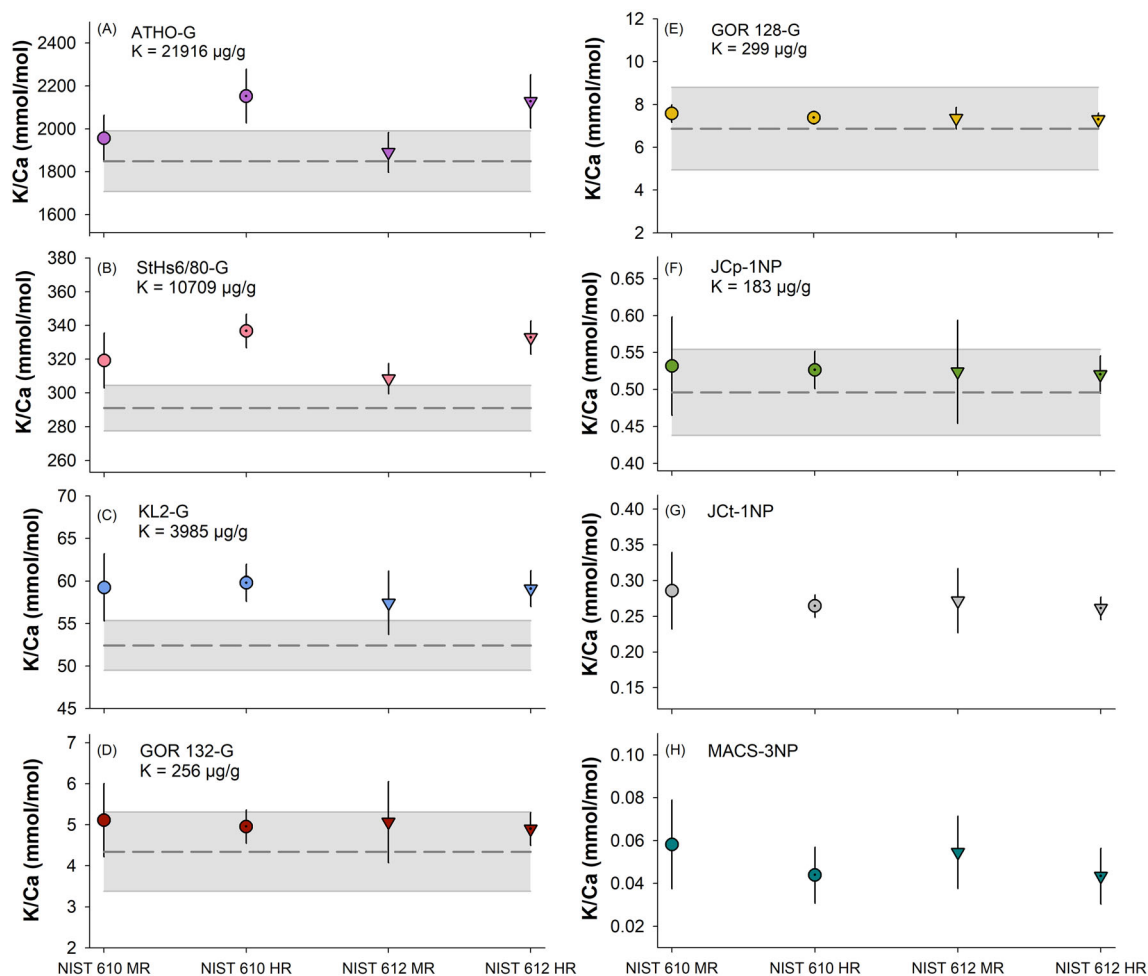 (A) ATHO-G
K = 21916 µg/g
K/Ca (mmol/mol)
2400
2200
2000
1800
1600
(B) StHs6/80-G
K = 10709 µg/g
K/Ca (mmol/mol)
380
360
340
320
300
280
260
(C) KL2-G
K = 3985 µg/g
K/Ca (mmol/mol)
70
65
60
55
50
45
(D) GOR 132-G
K = 256 µg/g
K/Ca (mmol/mol)
7
6
5
4
3
2
NIST 610 MR NIST 610 HR NIST 612 MR NIST 612 HR
(E) GOR 128-G
K = 299 µg/g
K/Ca (mmol/mol)
12
10
8
6
4
2
(F) JCp-1NP
K = 183 µg/g
K/Ca (mmol/mol)
0.65
0.60
0.55
0.50
0.45
0.40
(G) JCt-1NP
K/Ca (mmol/mol)
0.40
0.35
0.30
0.25
0.20
0.15
(H) MACS-3NP
K/Ca (mmol/mol)
0.10
0.08
0.06
0.04
0.02
NIST 610 MR NIST 610 HR NIST 612 MR NIST 612 HR